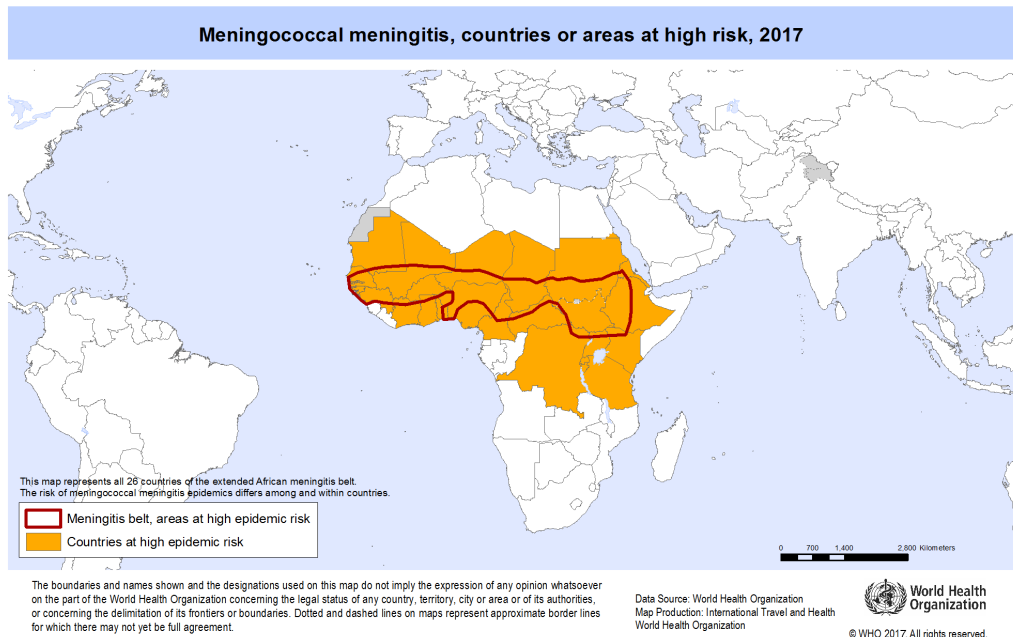 Meningococcal meningitis, countries or areas at high risk, 2017
This map represents all 26 countries of the extended African meningitis belt.
The risk of meningococcal meningitis epidemics differs among and within countries.
Meningitis belt, areas at high epidemic risk
Countries at high epidemic risk
0 700 1,400 2,800 Kilometers
The boundaries and names shown and the designations used on this map do not imply the expression of any opinion whatsoever
on the part of the World Health Organization concerning the legal status of any country, territory, city or area or of its authorities,
or concerning the delimitation of its frontiers or boundaries. Dotted and dashed lines on maps represent approximate border lines
for which there may not yet be full agreement.
Data Source: World Health Organization
Map Production: International Travel and Health
World Health Organization
World Health
Organization
© WHO 2017. All rights reserved.